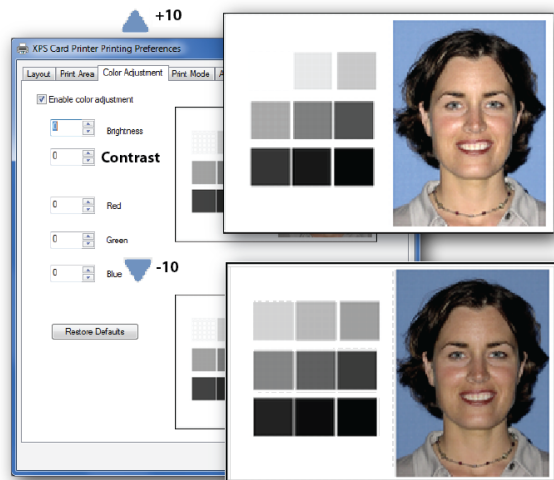 +10
XPS Card Printer Printing Preferences
Layout Print Area Color Adjustment Print Mode
Enable color adjustment
0 Brightness
0 Contrast
0 Red
0 Green
0 Blue -10
Restore Defaults